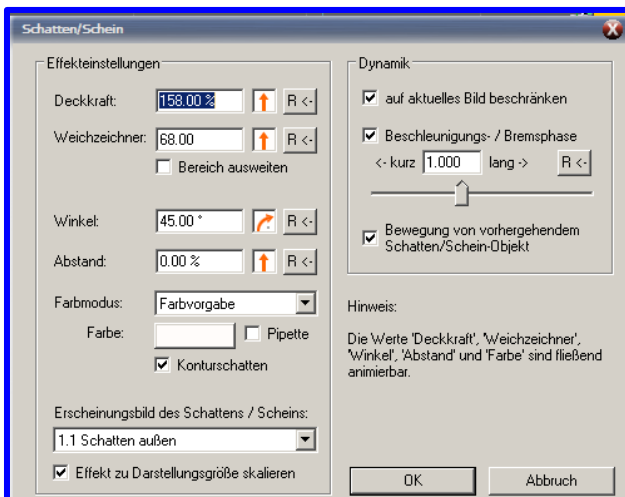 Schatten/Schein
Effekteinstellungen
Deckkraft: 158.00 % R <-
Weichzeichner: 68.00 R <-
Bereich ausweiten
Winkel: 45.00 ° R <-
Abstand: 0.00 % R <-
Farbmodus: Farbvorgabe
Farbe: Pipette
Konturschatten
Erscheinungsbild des Schattens / Scheins:
1.1 Schatten außen
Effekt zu Darstellungsgröße skalieren
Dynamik
auf aktuelles Bild beschränken
Beschleunigungs- / Bremsphase
<- kurz 1.000 lang -> R <-
Bewegung von vorhergehendem
Schatten/Schein-Objekt
Hinweis:
Die Werte 'Deckkraft', 'Weichzeichner',
'Winkel', 'Abstand' und 'Farbe' sind fließend
animierbar.
OK Abbruch